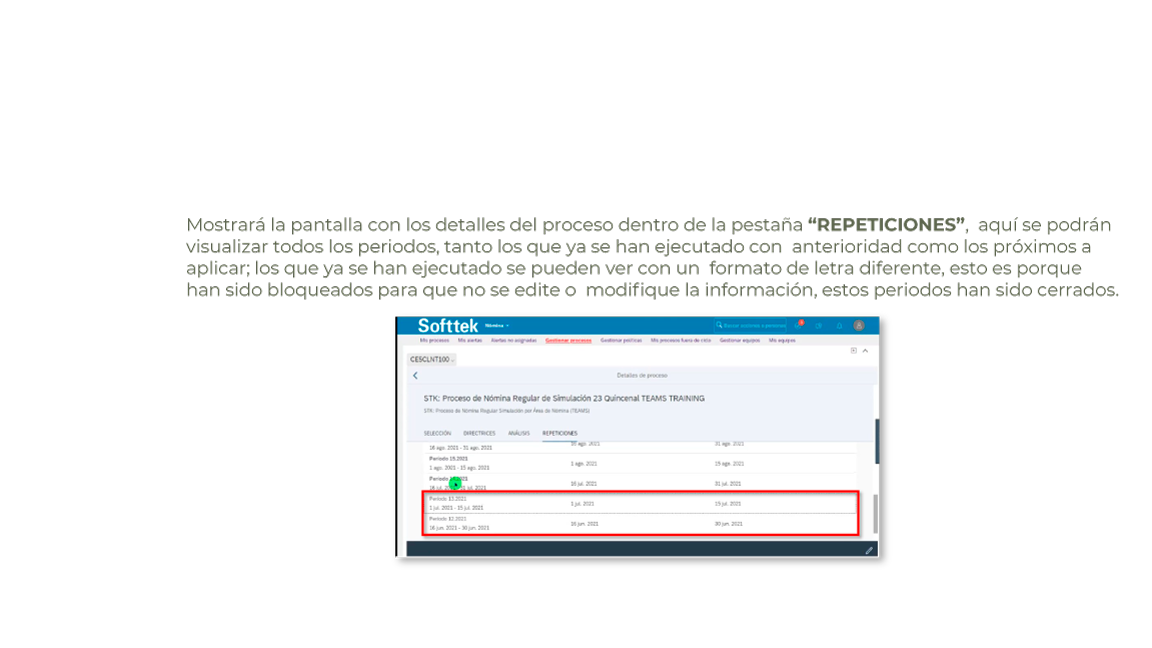 Mostrará la pantalla con los detalles del proceso dentro de la pestaña “REPETICIONES”, aquí se podrán
visualizar todos los periodos, tanto los que ya se han ejecutado con anterioridad como los próximos a
aplicar; los que ya se han ejecutado se pueden ver con un formato de letra diferente, esto es porque
han sido bloqueados para que no se edite o modifique la información, estos periodos han sido cerrados.
Softtek Nómina
Mis procesos Mis alertas Alertas no asignadas Gestionar procesos Gestionar políticas Mis procesos fuera de ciclo Gestionar equipos Mis equipos
CESCLNT100
Detalles de proceso
STK: Proceso de Nómina Regular de Simulación 23 Quincenal TEAMS TRAINING
STK: Proceso de Nómina Regular Simulación por Área de Nómina (TEAMS)
SELECCIÓN DIRECTRICES ANÁLISIS REPETICIONES
16 ago. 2021 - 31 ago. 2021 ago. 2021 31 ago. 2021
Periodo 15.2021
1 ago. 2021 - 15 ago. 2021 1 ago. 2021 15 ago. 2021
Periodo
16 jul. jul. 2021 16 jul. 2021 31 jul. 2021
Periodo 13.2021
1 jul. 2021 - 15 jul. 2021 1 jul. 2021 15 jul. 2021
Periodo 12.2021
16 jun. 2021 - 30 jun. 2021 16 jun. 2021 30 jun. 2021